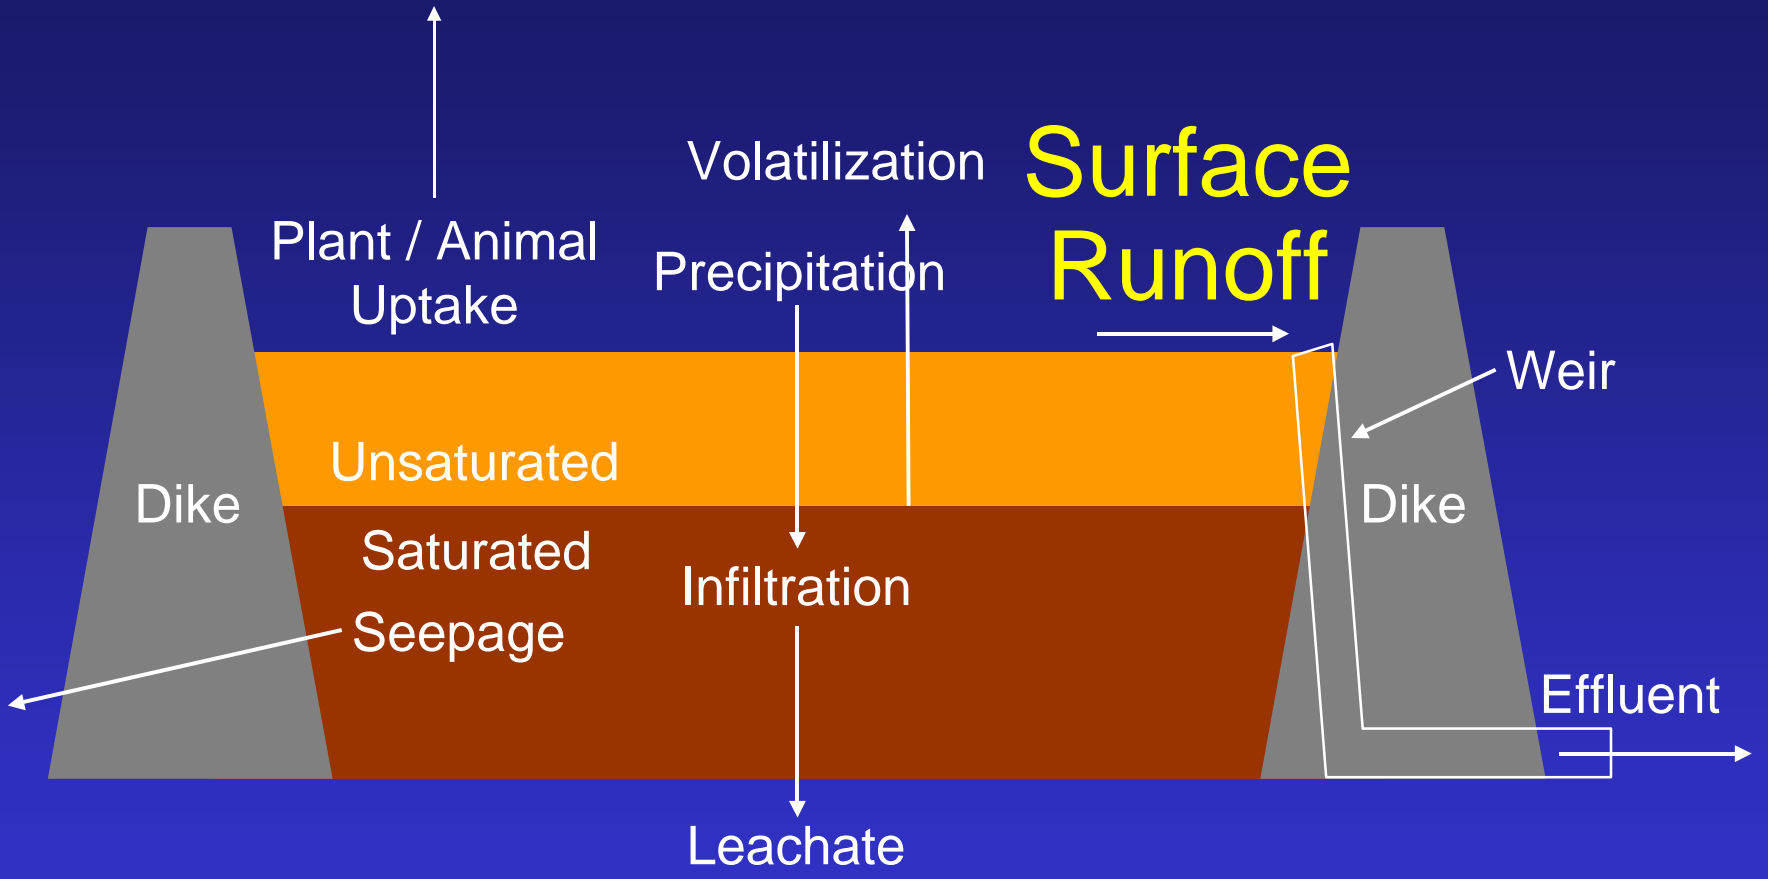 Volatilization
Surface
Runoff
Plant / Animal
Uptake
Precipitation
Weir
Unsaturated
Dike
Dike
Saturated
Infiltration
Seepage
Effluent
Leachate